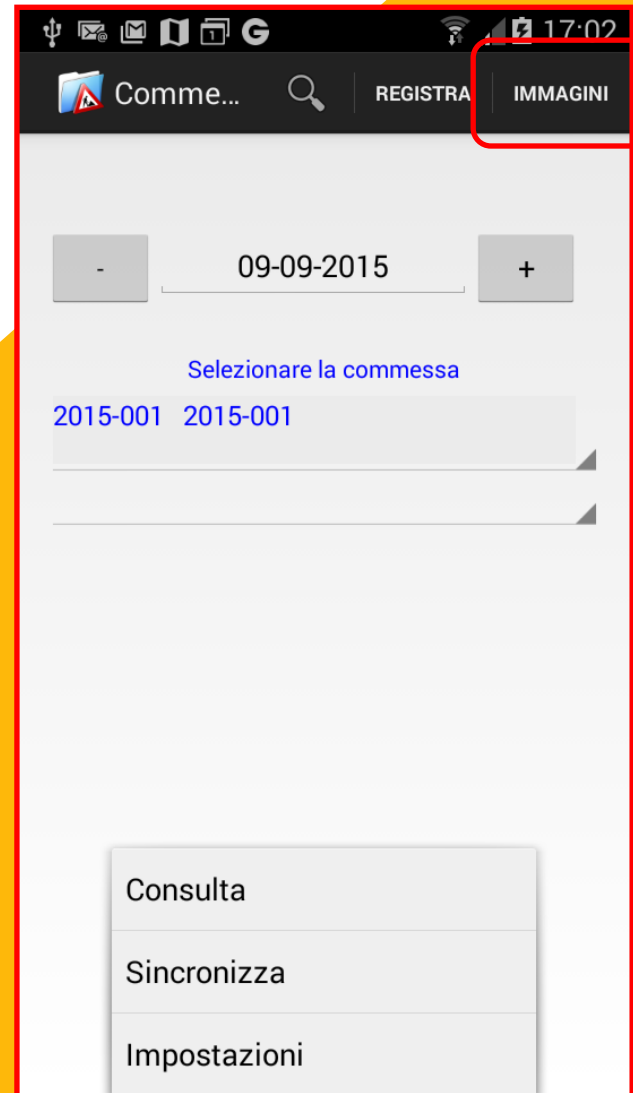 17:02
Comme... REGISTRA IMMAGINI
- 09-09-2015 +
Selezionare la commessa
2015-001 2015-001
Consulta
Sincronizza
Impostazioni